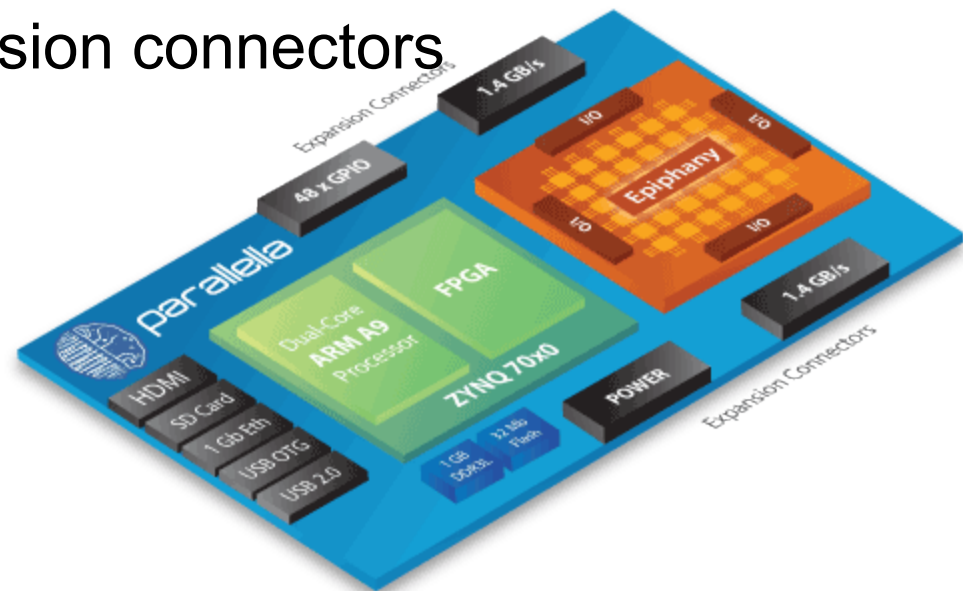 sion connectors
Expansion Connectors
1.4 GB/s
48 x GPIO
I/O
I/O
Epiphany
I/O
I/O
parallella
FPGA
Dual-Core
ARM A9
Processor
ZYNQ 70x0
1.4 GB/s
Expansion Connectors
POWER
HDMI
SD Card
1 Gb Eth
USB OTG
USB 2.0
1 GB
DDR3L
32 Mb
Flash